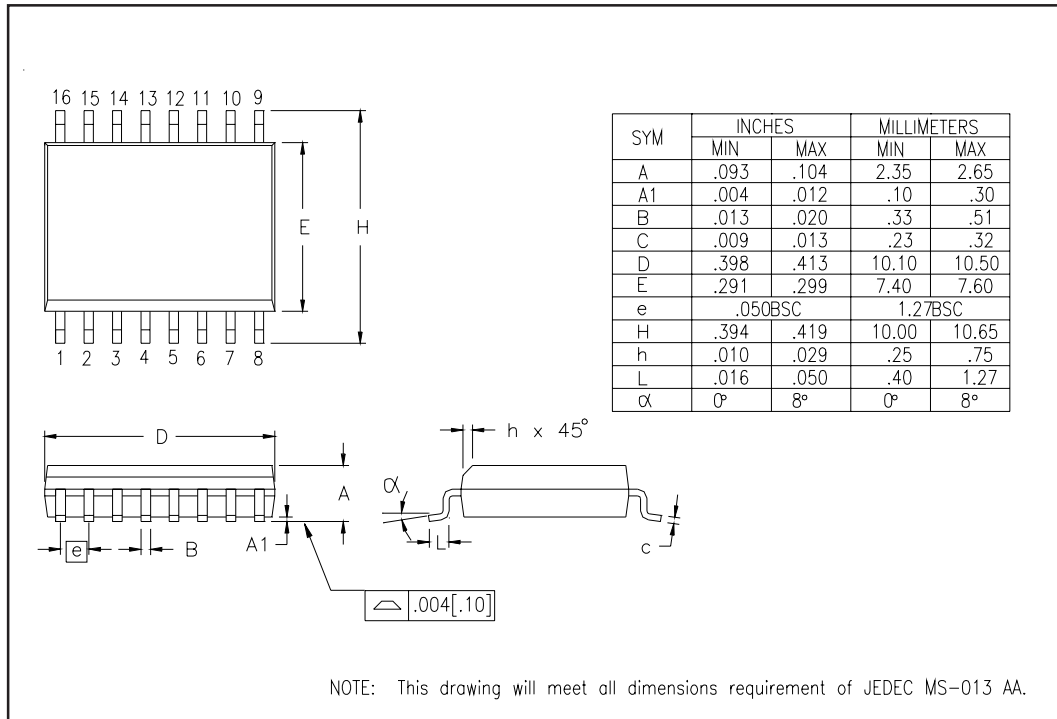 16 15 14 13 12 11 10 9
E
H
1 2 3 4 5 6 7 8
SYM INCHES MILLIMETERS
MIN MAX MIN MAX
A .093 .104 2.35 2.65
A1 .004 .012 .10 .30
B .013 .020 .33 .51
C .009 .013 .23 .32
D .398 .413 10.10 10.50
E .291 .299 7.40 7.60
e .050BSC 1.27BSC
H .394 .419 10.00 10.65
h .010 .029 .25 .75
L .016 .050 .40 1.27
α 0° 8° 0° 8°
D
A
e
B
A1
.004[.10]
h x 45°
α
L
c
NOTE: This drawing will meet all dimensions requirement of JEDEC MS-013 AA.